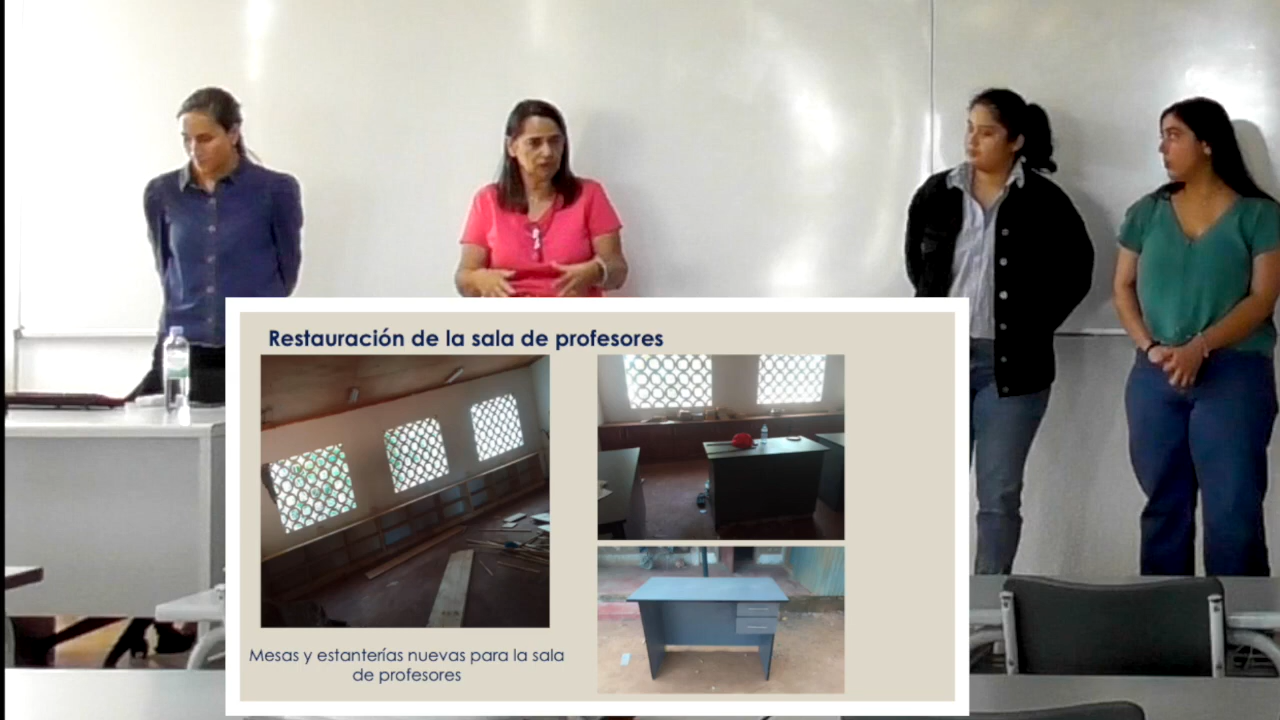 Restauración de la sala de profesores
Mesas y estanterías nuevas para la sala
de profesores